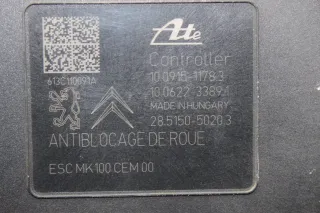 Ate
Controller
613C110091A
10.0915-1178.3
10.0622-3389.1
MADE IN HUNGARY
28.5150-5020.3
ANTIBLOCAGE DE ROUE
ESC MK100 CEM 00